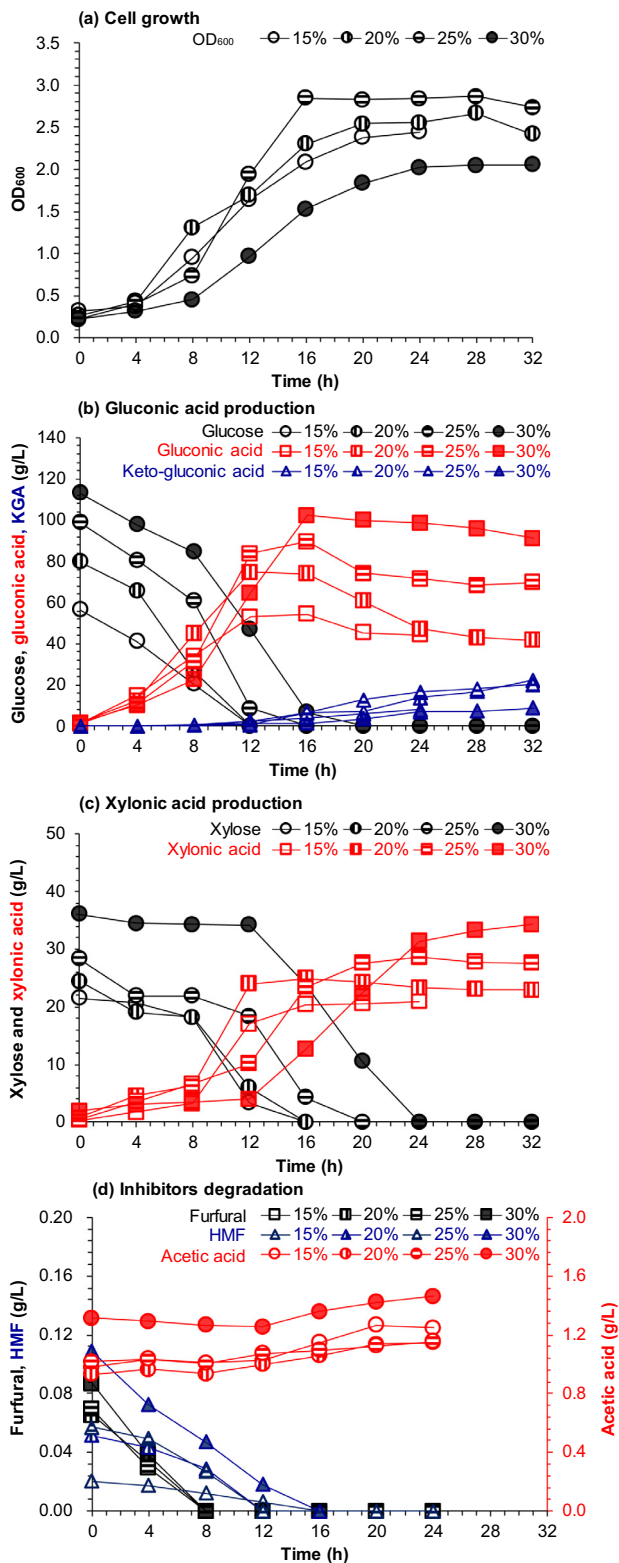 (a) Cell growth
OD600 15% 20% 25% 30%
3.5
3.0
2.5
2.0
1.5
1.0
0.5
0.0
OD600
0 4 8 12 16 20 24 28 32
Time (h)
(b) Gluconic acid production
Glucose 15% 20% 25% 30%
Gluconic acid 15% 20% 25% 30%
Keto-gluconic acid 15% 20% 25% 30%
140
120
100
80
60
40
20
0
Glucose, gluconic acid, KGA (g/L)
0 4 8 12 16 20 24 28 32
Time (h)
(c) Xylonic acid production
Xylose 15% 20% 25% 30%
Xylonic acid 15% 20% 25% 30%
50
40
30
20
10
0
Xylose and xylonic acid (g/L)
0 4 8 12 16 20 24 28 32
Time (h)
(d) Inhibitors degradation
Furfural 15% 20% 25% 30%
HMF 15% 20% 25% 30%
Acetic acid 15% 20% 25% 30%
0.20
0.16
0.12
0.08
0.04
0.00
Furfural, HMF (g/L)
2.0
1.6
1.2
0.8
0.4
0.0
Acetic acid (g/L)
0 4 8 12 16 20 24 28 32
Time (h)